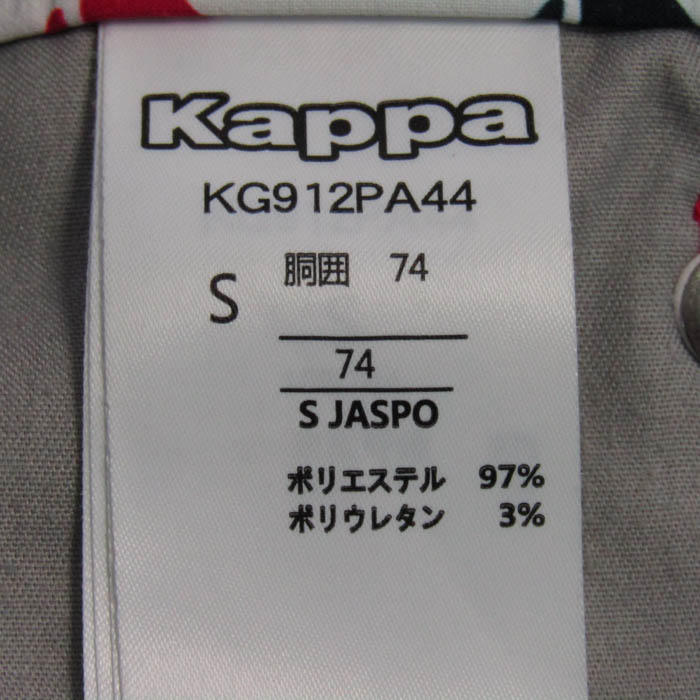 Kappa
KG912PA44
S 胴囲 74
74
S JASPO
ポリエステル 97%
ポリウレタン 3%